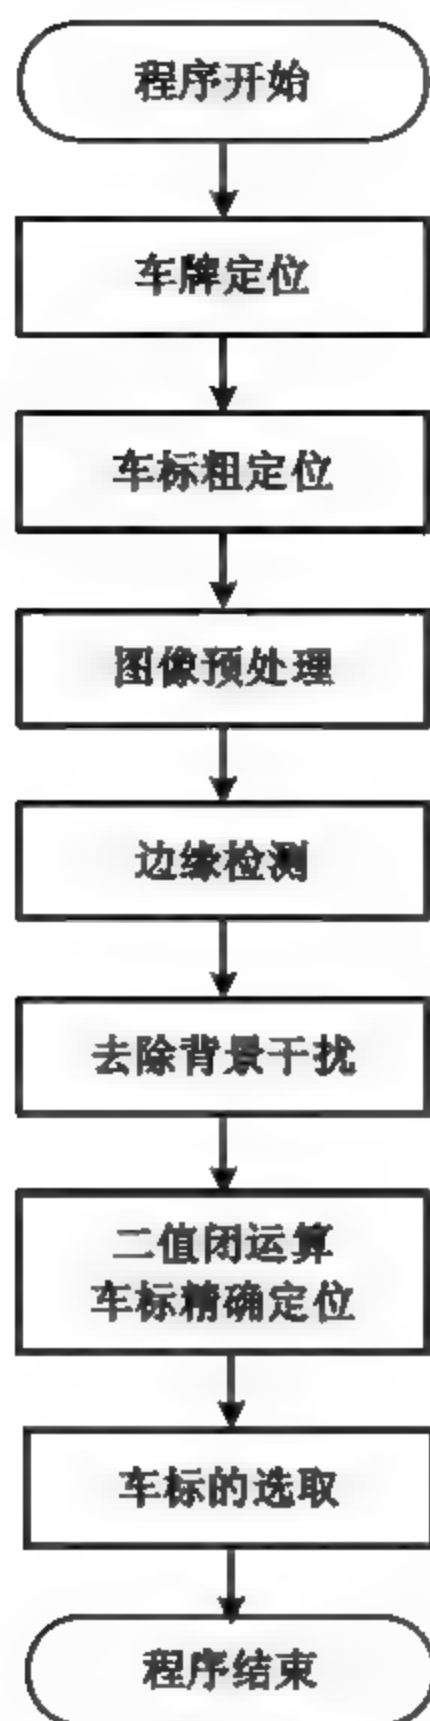 程序开始
车牌定位
车标粗定位
图像预处理
边缘检测
去除背景干扰
二值闭运算
车标精确定位
车标的选取
程序结束